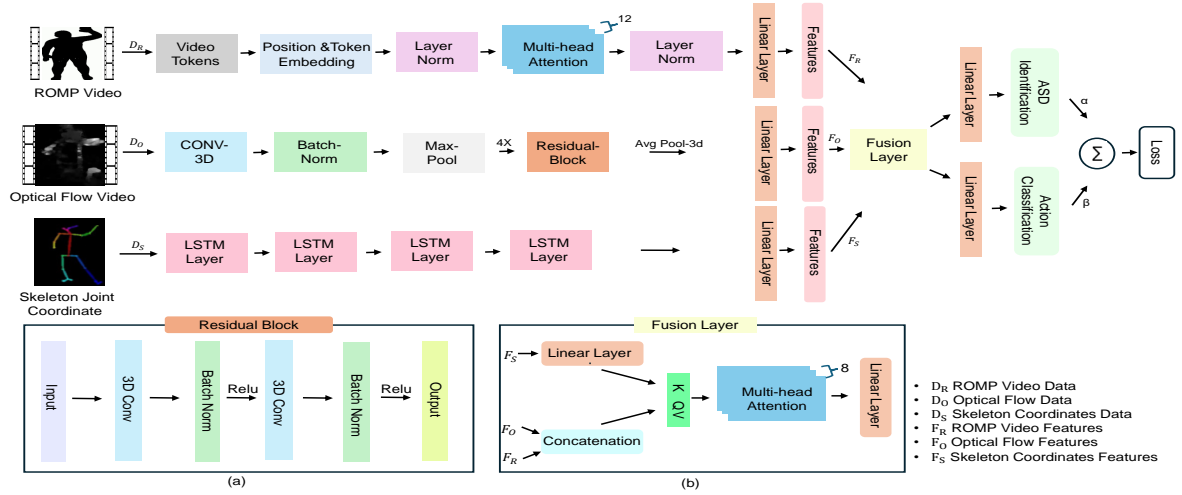 D_R
Video
Tokens
Position &Token
Embedding
Layer
Norm
Multi-head
Attention
12
Layer
Norm
Linear Layer
Features
F_R
ROMP Video
D_O
CONV-
3D
Batch-
Norm
Max-
Pool
4X
Residual-
Block
Avg Pool-3d
Linear Layer
Features
F_O
Fusion
Layer
Optical Flow Video
D_S
LSTM
Layer
LSTM
Layer
LSTM
Layer
LSTM
Layer
Linear Layer
Features
F_S
Skeleton Joint
Coordinate
Linear Layer
ASD
Identification
α
Linear Layer
Action
Classification
β
Σ
Loss
Residual Block
Input
3D Conv
Batch Norm
Relu
3D Conv
Batch Norm
Relu
Output
(a)
Fusion Layer
F_S
Linear Layer
F_O
F_R
Concatenation
K QV
Multi-head
Attention
8
Linear Layer
(b)
• D_R ROMP Video Data
• D_O Optical Flow Data
• D_S Skeleton Coordinates Data
• F_R ROMP Video Features
• F_O Optical Flow Features
• F_S Skeleton Coordinates Features